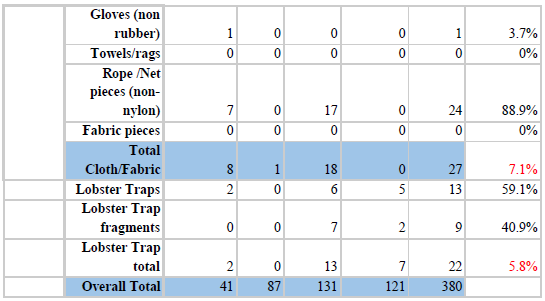 Gloves (non
rubber) 1 0 0 0 1 3.7%
Towels/rags 0 0 0 0 0 0%
Rope /Net
pieces (non-
nylon) 7 0 17 0 24 88.9%
Fabric pieces 0 0 0 0 0 0%
Total
Cloth/Fabric 8 1 18 0 27 7.1%
Lobster Traps 2 0 6 5 13 59.1%
Lobster Trap
fragments 0 0 7 2 9 40.9%
Lobster Trap
total 2 0 13 7 22 5.8%
Overall Total 41 87 131 121 380